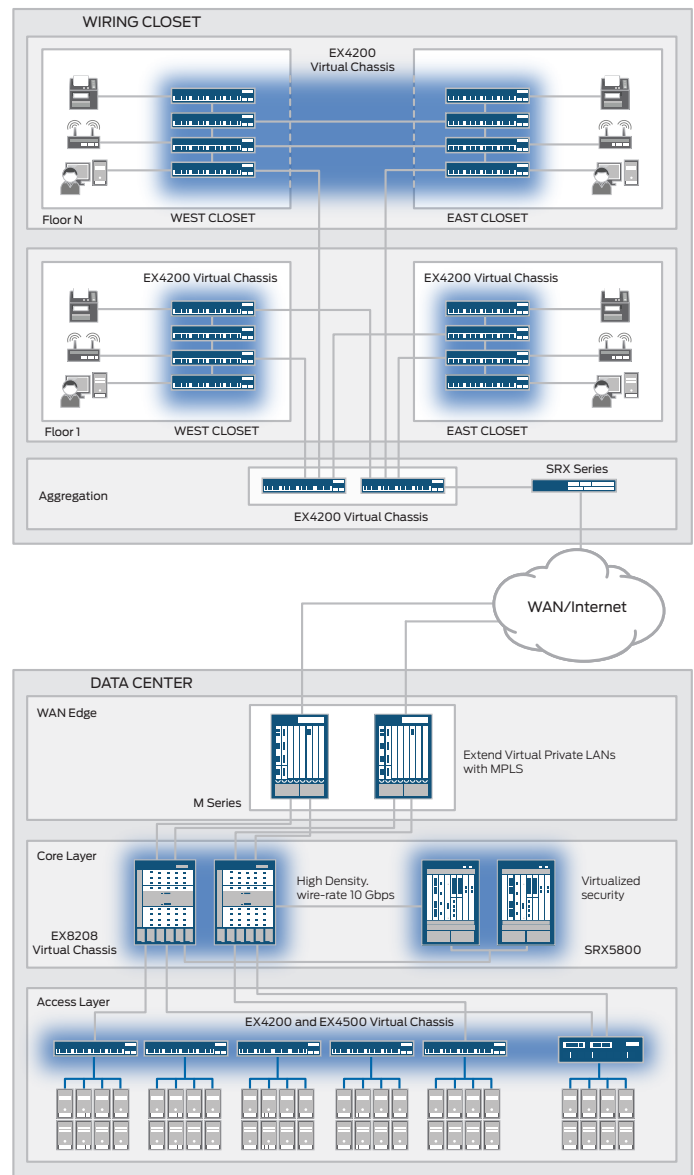 WIRING CLOSET
EX4200
Virtual Chassis
Floor N
WEST CLOSET
EAST CLOSET
EX4200 Virtual Chassis
EX4200 Virtual Chassis
Floor 1
WEST CLOSET
EAST CLOSET
Aggregation
SRX Series
EX4200 Virtual Chassis
WAN/Internet
DATA CENTER
WAN Edge
Extend Virtual Private LANs
with MPLS
M Series
Core Layer
High Density.
wire-rate 10 Gbps
Virtualized
security
EX8208
Virtual Chassis
SRX5800
Access Layer
EX4200 and EX4500 Virtual Chassis